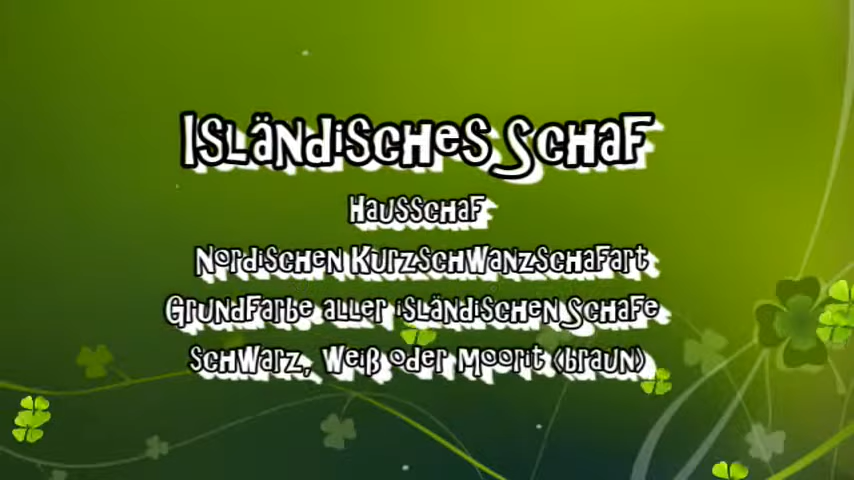 Isländisches Schaf
Hausschaf
Nordischen Kurzschwanzschafart
Grundfarbe aller isländischen Schafe
schwarz, weiß oder moorit (braun)